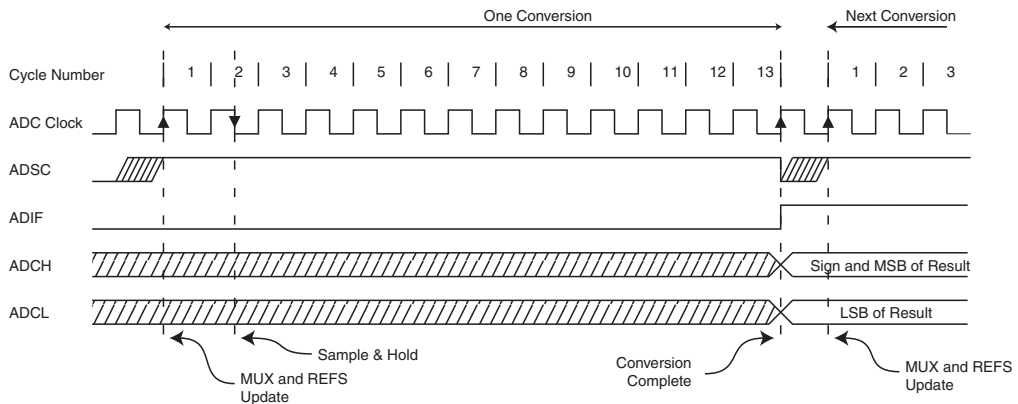 One Conversion
Next Conversion
Cycle Number 1 2 3 4 5 6 7 8 9 10 11 12 13 1 2 3
ADC Clock
ADSC
ADIF
ADCH
Sign and MSB of Result
ADCL
LSB of Result
MUX and REFS
Update
Sample & Hold
Conversion
Complete
MUX and REFS
Update